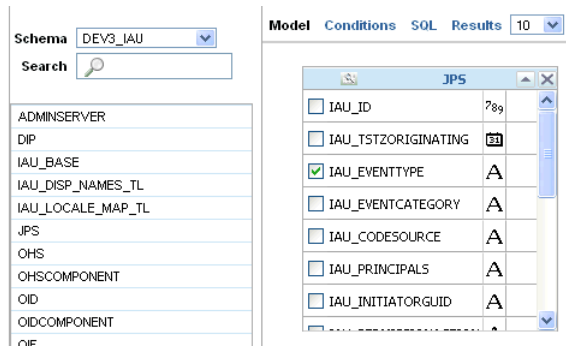 Schema DEV3_IAU
Search
ADMINSERVER
DIP
IAU_BASE
IAU_DISP_NAMES_TL
IAU_LOCALE_MAP_TL
JPS
OHS
OHSCOMPONENT
OID
OIDCOMPONENT
OIF
Model Conditions SQL Results 10
JPS
IAU_ID 789
IAU_TSTZORIGINATING 31
IAU_EVENTTYPE A
IAU_EVENTCATEGORY A
IAU_CODESOURCE A
IAU_PRINCIPALS A
IAU_INITIATORGUID A